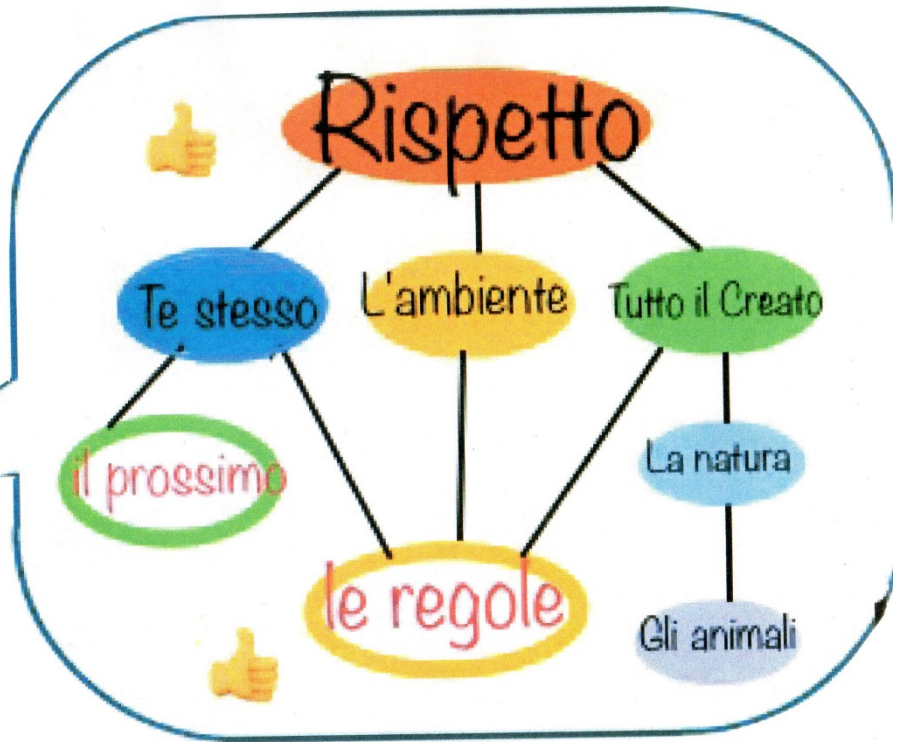 Rispetto
Te stesso
L'ambiente
Tutto il Creato
il prossimo
La natura
le regole
Gli animali